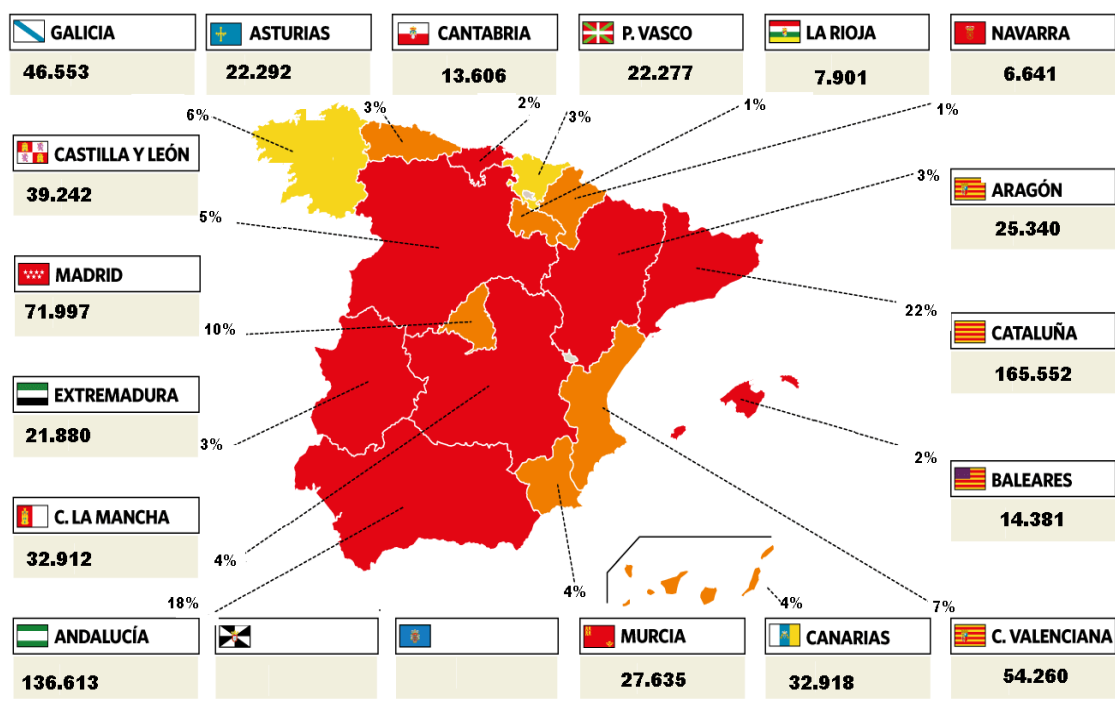 GALICIA
46.553
ASTURIAS
22.292
CANTABRIA
13.606
P. VASCO
22.277
LA RIOJA
7.901
NAVARRA
6.641
6%
3%
2%
3%
1%
1%
CASTILLA Y LEÓN
39.242
5%
3%
ARAGÓN
25.340
MADRID
71.997
10%
22%
CATALUÑA
165.552
EXTREMADURA
21.880
3%
2%
BALEARES
14.381
C. LA MANCHA
32.912
4%
18%
4%
4%
7%
ANDALUCÍA
136.613
MURCIA
27.635
CANARIAS
32.918
C. VALENCIANA
54.260